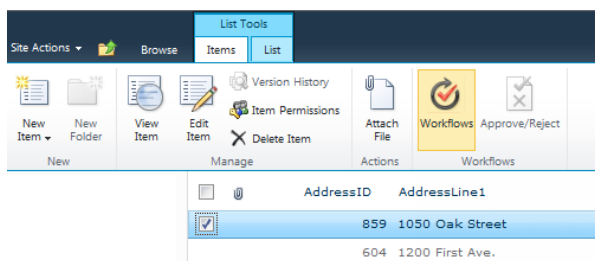 List Tools
Site Actions
Browse
Items
List
New Item
New Folder
View Item
Edit Item
Version History
Item Permissions
Delete Item
Attach File
Workflows
Approve/Reject
New
Manage
Actions
Workflows
AddressID AddressLine1
859 1050 Oak Street
604 1200 First Ave.